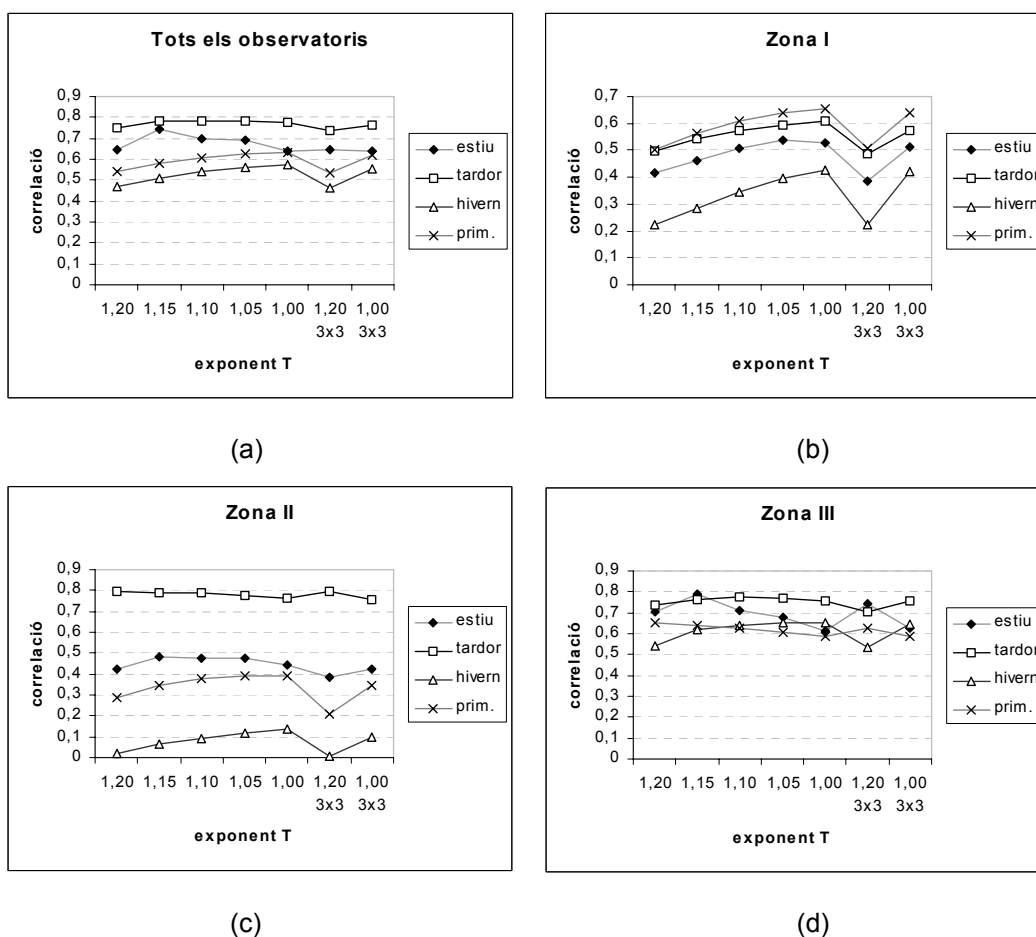 Tots els observatoris
correlació
0,9
0,8
0,7
0,6
0,5
0,4
0,3
0,2
0,1
0
1,20 1,15 1,10 1,05 1,00 1,20 1,00
3x3 3x3
exponent T
estiu
tardor
hivern
prim.
(a)
Zona I
correlació
0,7
0,6
0,5
0,4
0,3
0,2
0,1
0
1,20 1,15 1,10 1,05 1,00 1,20 1,00
3x3 3x3
exponent T
estiu
tardor
hivern
prim.
(b)
Zona II
correlació
0,9
0,8
0,7
0,6
0,5
0,4
0,3
0,2
0,1
0
1,20 1,15 1,10 1,05 1,00 1,20 1,00
3x3 3x3
exponent T
estiu
tardor
hivern
prim.
(c)
Zona III
correlació
0,9
0,8
0,7
0,6
0,5
0,4
0,3
0,2
0,1
0
1,20 1,15 1,10 1,05 1,00 1,20 1,00
3x3 3x3
exponent T
estiu
tardor
hivern
prim.
(d)